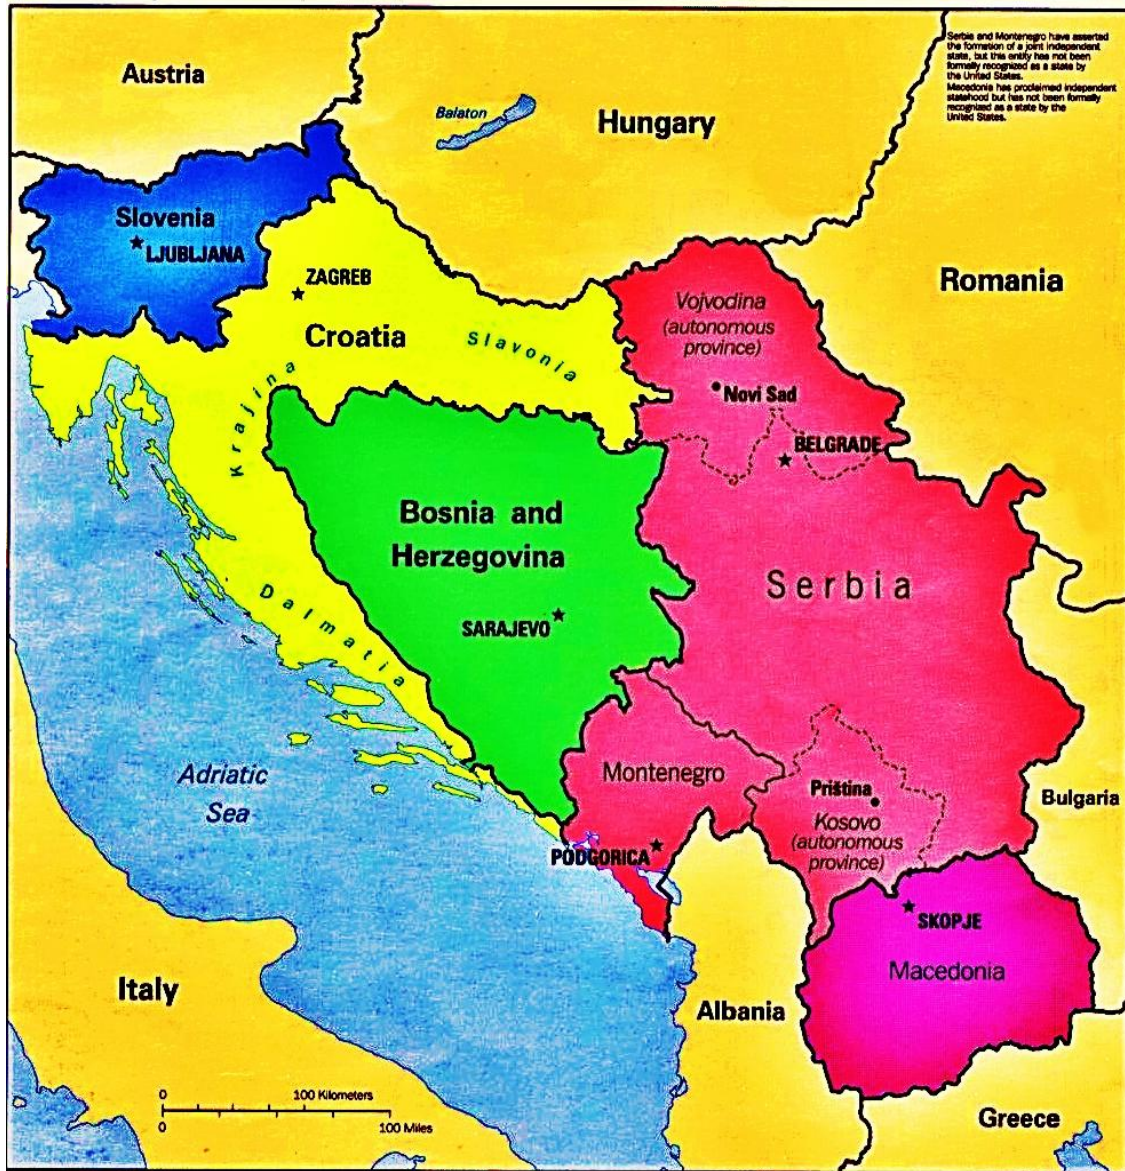 Serbia and Montenegro have asserted
the formation of a joint independent
state, but this entity has not been
formally recognized as a state by
the United States.
Macedonia has proclaimed independent
statehood but has not been formally
recognized as a state by the
United States.
Austria
Balaton
Hungary
Slovenia
LJUBLJANA
ZAGREB
Croatia
Slavonia
Krajina
Vojvodina
(autonomous
province)
Novi Sad
BELGRADE
Romania
Bosnia and
Herzegovina
SARAJEVO
Serbia
Dalmatia
Adriatic
Sea
Montenegro
PODGORICA
Priština
Kosovo
(autonomous
province)
Bulgaria
SKOPJE
Macedonia
Italy
Albania
Greece
0 100 Kilometers
0 100 Miles